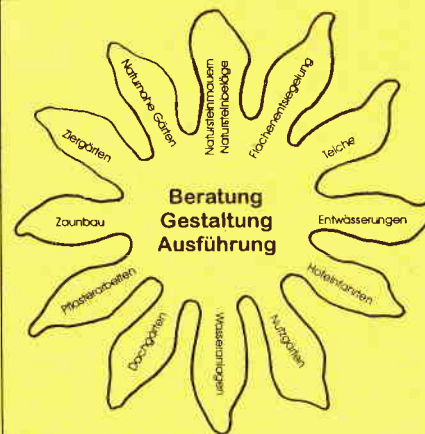 Naturnahe Gärten
Natursteinmauern
Natursteinbeläge
Flächenentsiegelung
Teiche
Entwässerungen
Hofeinfahrten
Nutzgärten
Wasseranlagen
Dachgärten
Pflasterarbeiten
Zaunbau
Ziergärten
Beratung
Gestaltung
Ausführung